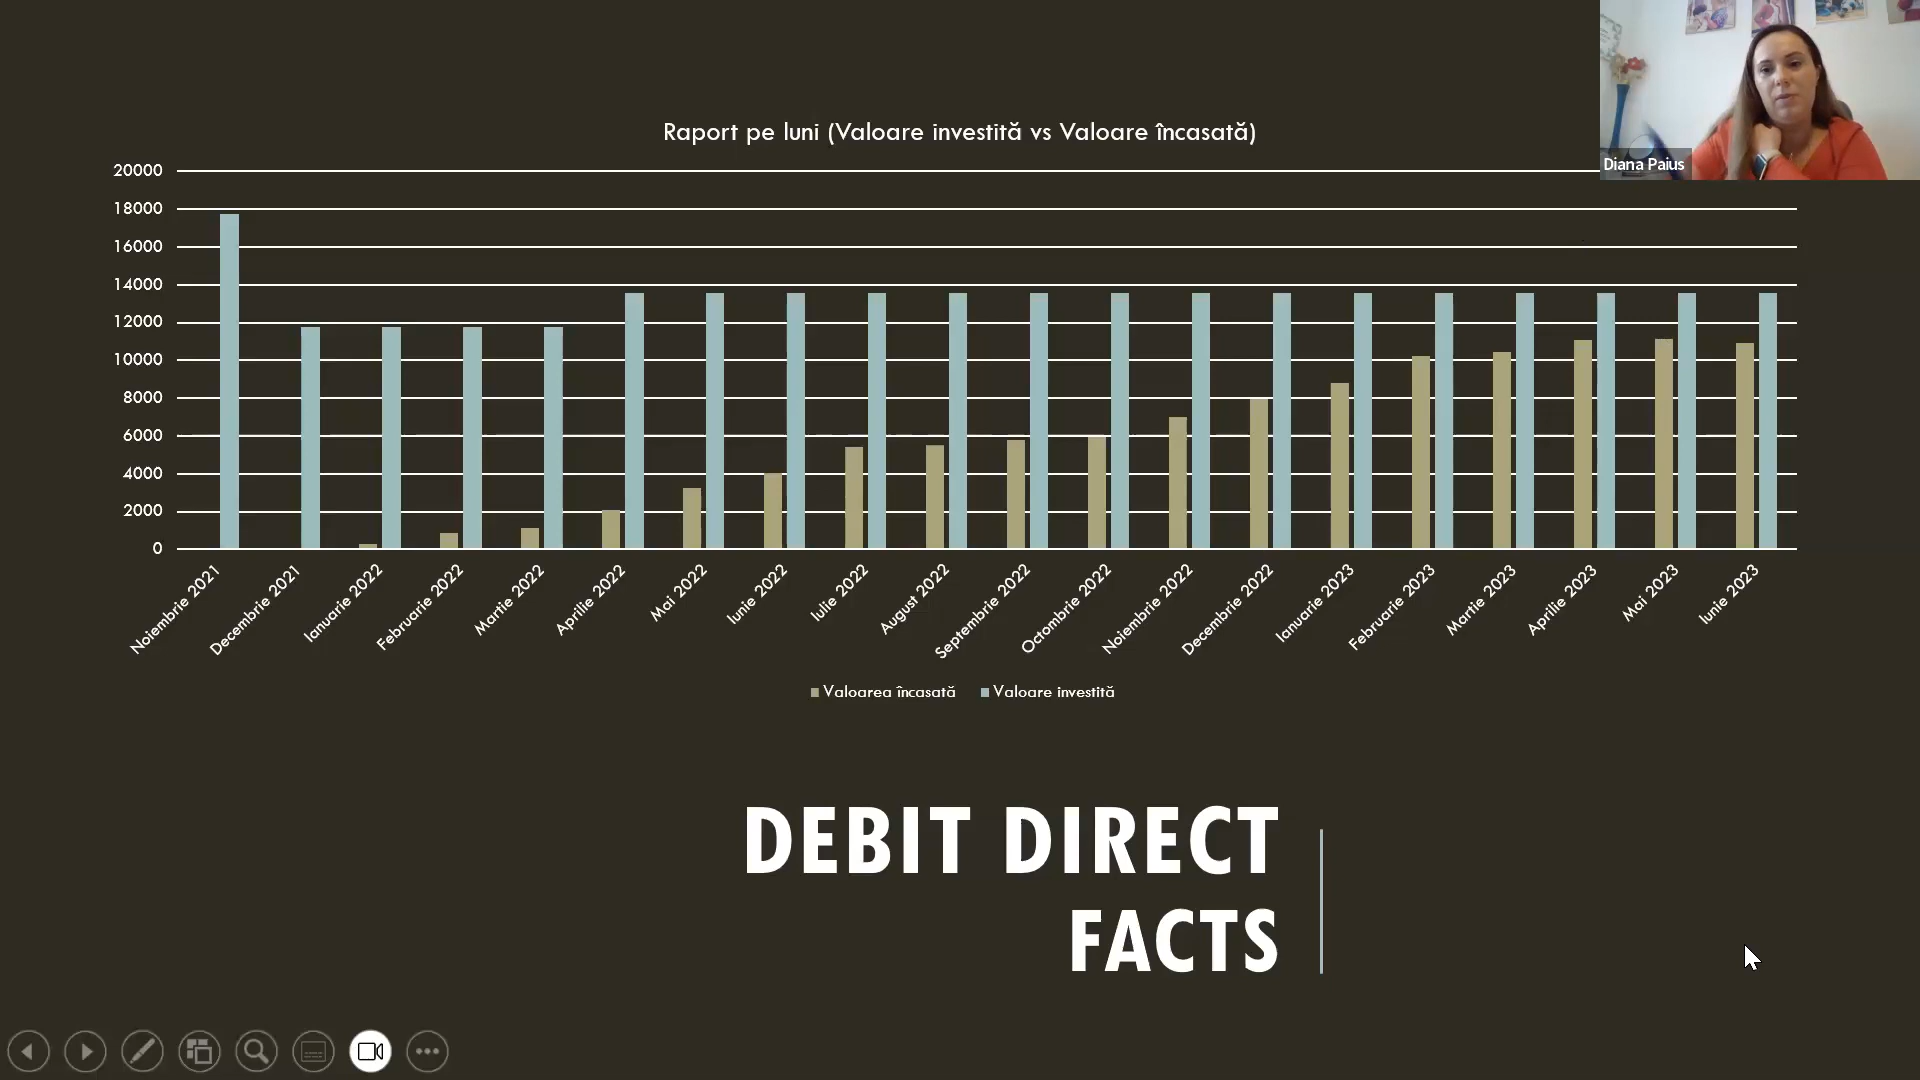 Raport pe luni (Valoare investită vs Valoare încasată)
Diana Paius
20000
18000
16000
14000
12000
10000
8000
6000
4000
2000
0
Noiembrie 2021
Decembrie 2021
Ianuarie 2022
Februarie 2022
Martie 2022
Aprilie 2022
Mai 2022
Iunie 2022
Iulie 2022
August 2022
Septembrie 2022
Octombrie 2022
Noiembrie 2022
Decembrie 2022
Ianuarie 2023
Februarie 2023
Martie 2023
Aprilie 2023
Mai 2023
Iunie 2023
Valoarea încasată
Valoare investită
DEBIT DIRECT
FACTS